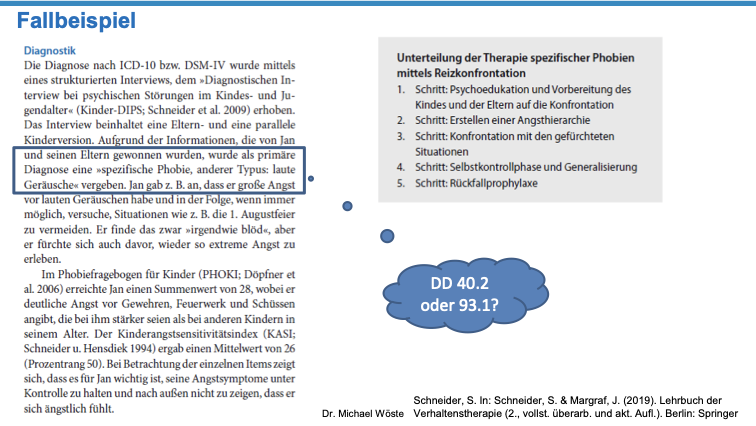 Fallbeispiel
Diagnostik
Die Diagnose nach ICD-10 bzw. DSM-IV wurde mittels
eines strukturierten Interviews, dem »Diagnostischen In-
terview bei psychischen Störungen im Kindes- und Ju-
gendalter« (Kinder-DIPS; Schneider et al. 2009) erhoben.
Das Interview beinhaltet eine Eltern- und eine parallele
Kinderversion. Aufgrund der Informationen, die von Jan
und seinen Eltern gewonnen wurden, wurde als primäre
Diagnose eine »spezifische Phobie, anderer Typus: laute
Geräusche« vergeben. Jan gab z. B. an, dass er große Angst
vor lauten Geräuschen habe und in der Folge, wenn immer
möglich, versuche, Situationen wie z. B. die 1. Augustfeier
zu vermeiden. Er finde das zwar »irgendwie blöd«, aber
er fürchte sich auch davor, wieder so extreme Angst zu
erleben.
Im Phobiefragebogen für Kinder (PHOKI; Döpfner et
al. 2006) erreichte Jan einen Summenwert von 28, wobei er
deutliche Angst vor Gewehren, Feuerwerk und Schüssen
angibt, die bei ihm stärker seien als bei anderen Kindern in
seinem Alter. Der Kinderangstsensitivitätsindex (KASI;
Schneider u. Hensdiek 1994) ergab einen Mittelwert von 26
(Prozentrang 50). Bei Betrachtung der einzelnen Items zeigt
sich, dass es für Jan wichtig ist, seine Angstsymptome unter
Kontrolle zu halten und nach außen nicht zu zeigen, dass er
sich ängstlich fühlt.
Unterteilung der Therapie spezifischer Phobien
mittels Reizkonfrontation
1. Schritt: Psychoedukation und Vorbereitung des
Kindes und der Eltern auf die Konfrontation
2. Schritt: Erstellen einer Angsthierarchie
3. Schritt: Konfrontation mit den gefürchteten
Situationen
4. Schritt: Selbstkontrollphase und Generalisierung
5. Schritt: Rückfallprophylaxe
DD 40.2
oder 93.1?
Schneider, S. In: Schneider, S. & Margraf, J. (2019). Lehrbuch der
Dr. Michael Wöste Verhaltenstherapie (2., vollst. überarb. und akt. Aufl.). Berlin: Springer